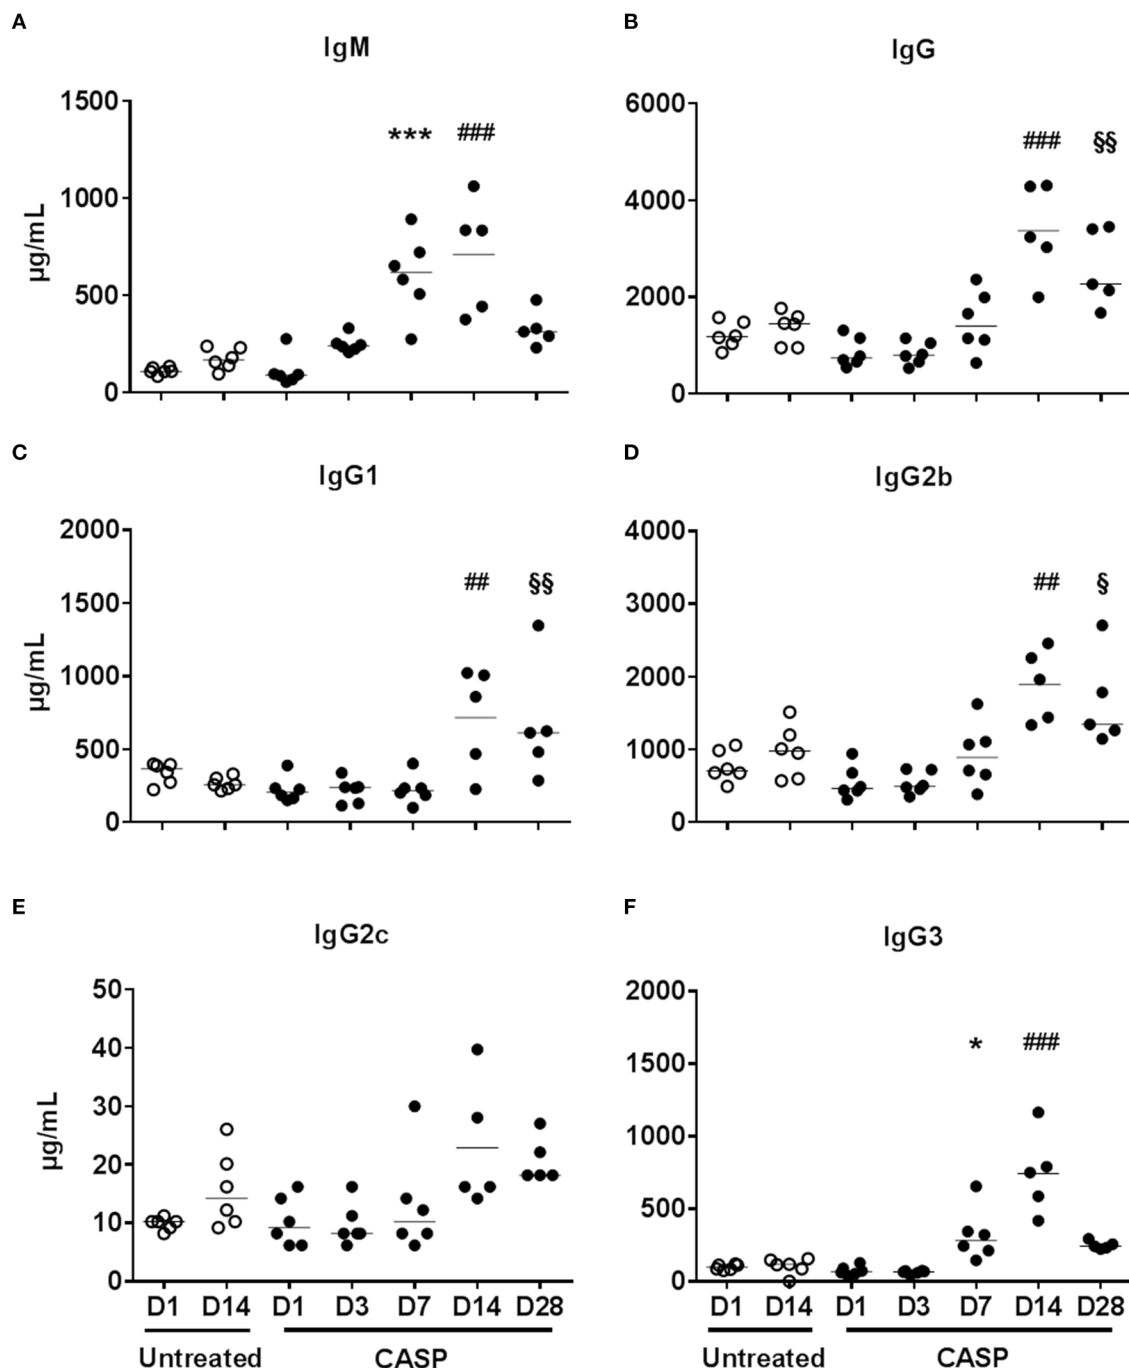 A
IgM
1500
1000
500
0
µg/mL
***
###
B
IgG
6000
4000
2000
0
###
§§
C
IgG1
2000
1500
1000
500
0
µg/mL
##
§§
D
IgG2b
4000
3000
2000
1000
0
##
§
E
IgG2c
50
40
30
20
10
0
µg/mL
D1 D14 D1 D3 D7 D14 D28
Untreated CASP
F
IgG3
2000
1500
1000
500
0
*
###
D1 D14 D1 D3 D7 D14 D28
Untreated CASP